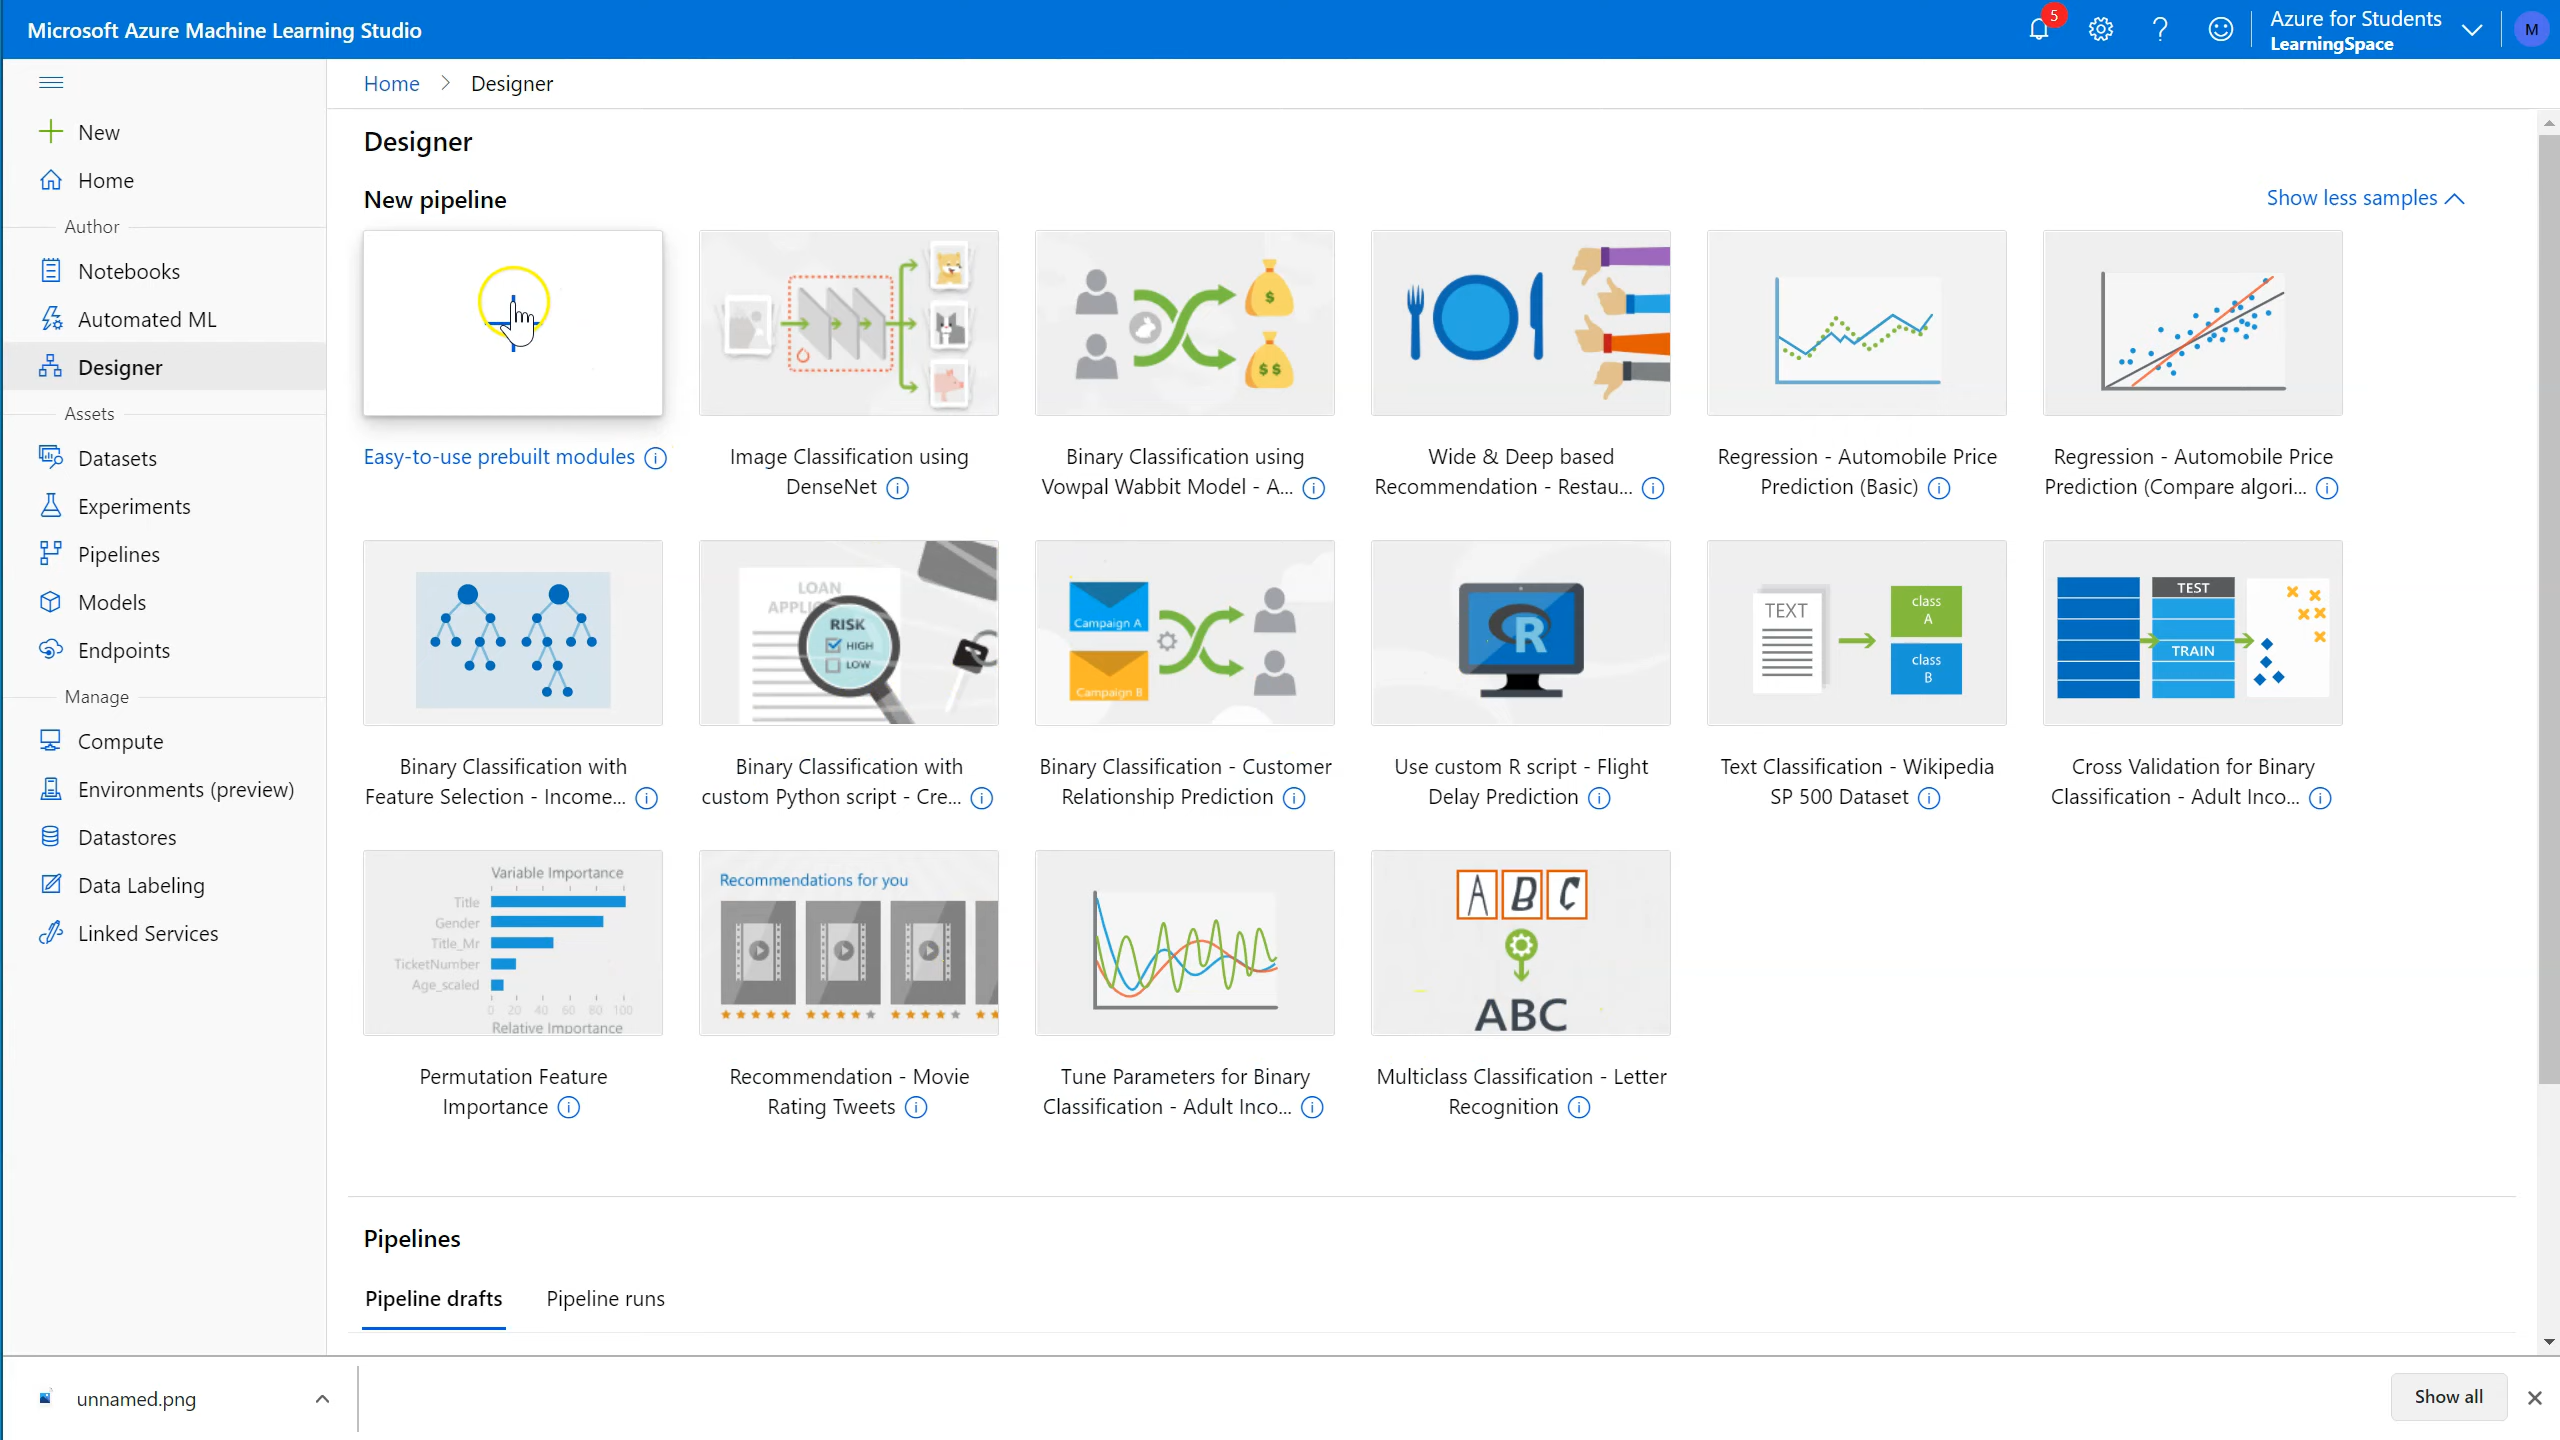 Microsoft Azure Machine Learning Studio
5
Azure for Students
LearningSpace
M
Home
Designer
New
Home
Author
Notebooks
Automated ML
Designer
Assets
Datasets
Experiments
Pipelines
Models
Endpoints
Manage
Compute
Environments (preview)
Datastores
Data Labeling
Linked Services
Designer
New pipeline
Show less samples
$
$$
Easy-to-use prebuilt modules
Image Classification using
DenseNet
Binary Classification using
Vowpal Wabbit Model - A...
Wide & Deep based
Recommendation - Restau...
Regression - Automobile Price
Prediction (Basic)
Regression - Automobile Price
Prediction (Compare algori...
LOAN
APPLIC
RISK
HIGH
LOW
Campaign A
Campaign B
R
TEXT
class
A
class
B
TEST
TRAIN
Binary Classification with
Feature Selection - Income...
Binary Classification with
custom Python script - Cre...
Binary Classification - Customer
Relationship Prediction
Use custom R script - Flight
Delay Prediction
Text Classification - Wikipedia
SP 500 Dataset
Cross Validation for Binary
Classification - Adult Inco...
Variable Importance
Title
Gender
Title_Mr
TicketNumber
Age_scaled
0 20 40 60 80 100
Relative Importance
Recommendations for you
A B C
ABC
Permutation Feature
Importance
Recommendation - Movie
Rating Tweets
Tune Parameters for Binary
Classification - Adult Inco...
Multiclass Classification - Letter
Recognition
Pipelines
Pipeline drafts
Pipeline runs
unnamed.png
Show all